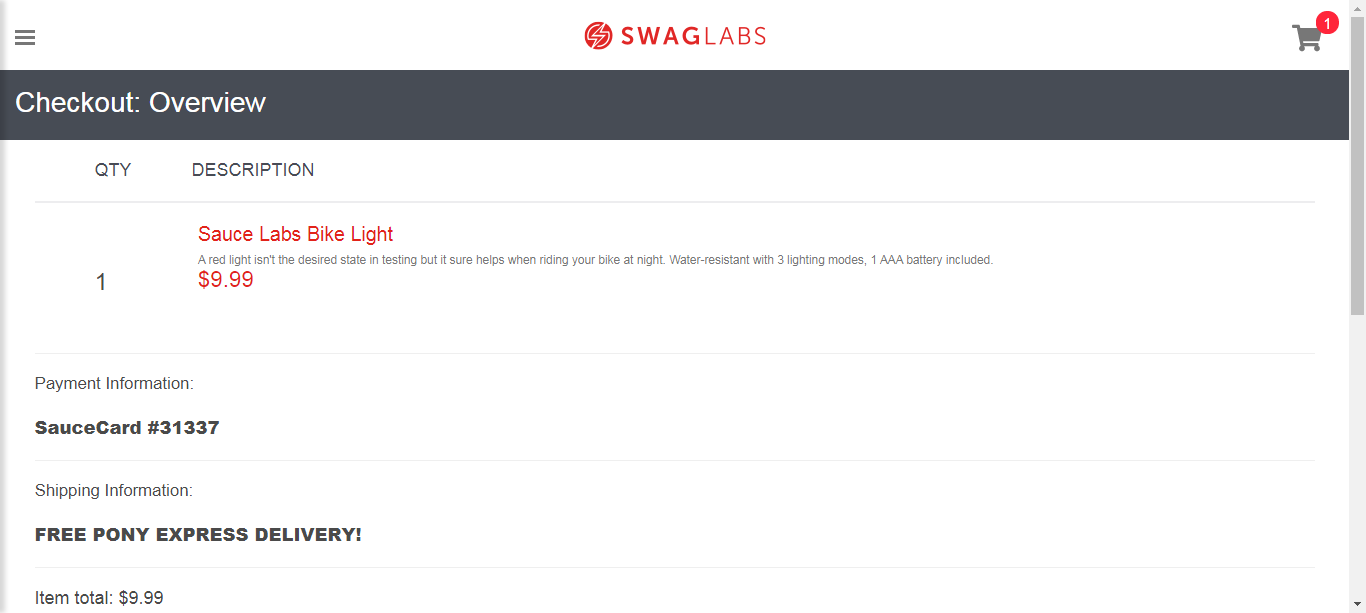 SWAGLABS
1
Checkout: Overview
QTY DESCRIPTION
Sauce Labs Bike Light
A red light isn't the desired state in testing but it sure helps when riding your bike at night. Water-resistant with 3 lighting modes, 1 AAA battery included.
1
$9.99
Payment Information:
SauceCard #31337
Shipping Information:
FREE PONY EXPRESS DELIVERY!
Item total: $9.99